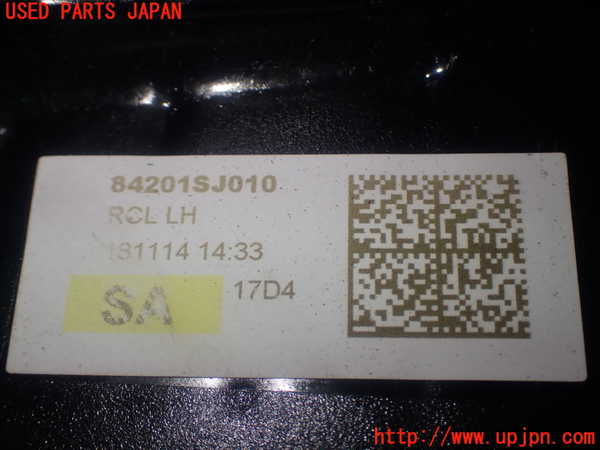 USED PARTS JAPAN
84201SJ010
RCL LH
181114 14:33
SA 17D4
http://www.upjpn.com/